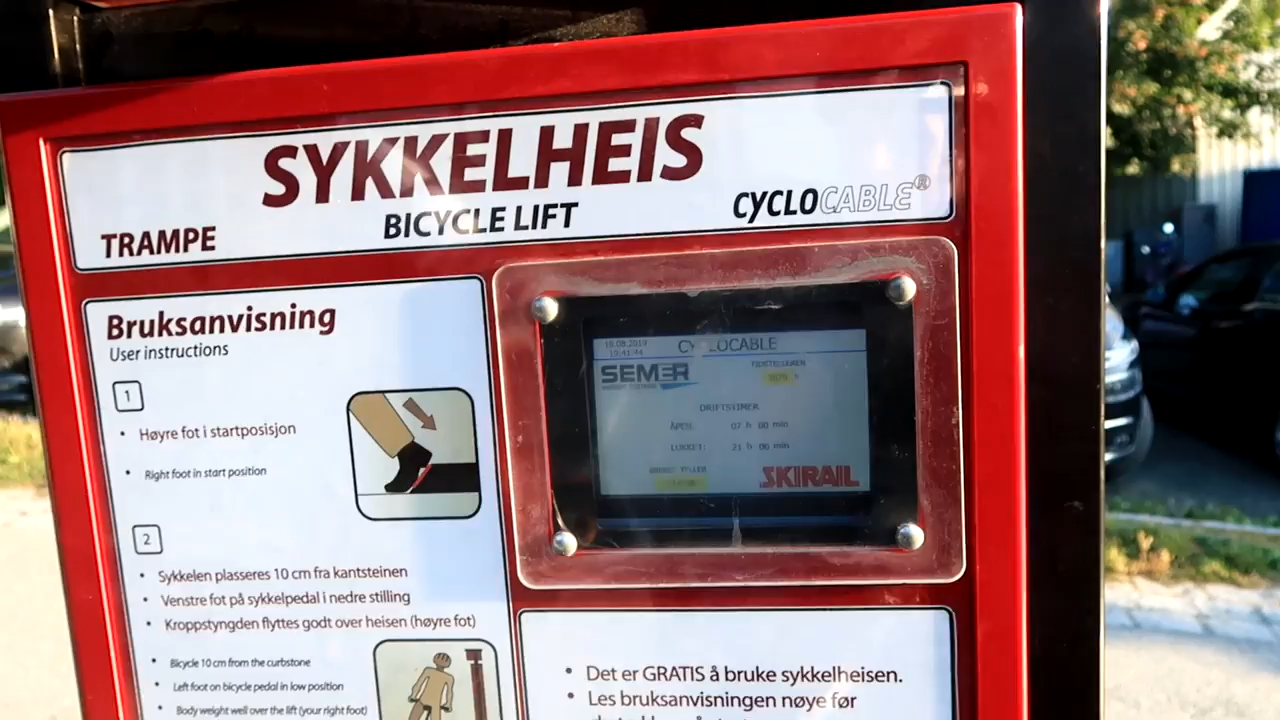 SYKKELHEIS
BICYCLE LIFT
TRAMPE
CYCLOCABLE®
Bruksanvisning
User instructions
1
• Høyre fot i startposisjon
• Right foot in start position
2
• Sykkelen plasseres 10 cm fra kantsteinen
• Venstre fot på sykkelpedal i nedre stilling
• Kroppstyngden flyttes godt over heisen (høyre fot)
• Bicycle 10 cm from the curbstone
• Left foot on bicycle pedal in low position
• Body weight well over the lift (your right foot)
CYCLOCABLE
SEMER
DRIFTSTIMER
ÅPEN: 07 h 00 min
LUKKET: 21 h 00 min
SKIRAIL
• Det er GRATIS å bruke sykkelheisen.
• Les bruksanvisningen nøye før